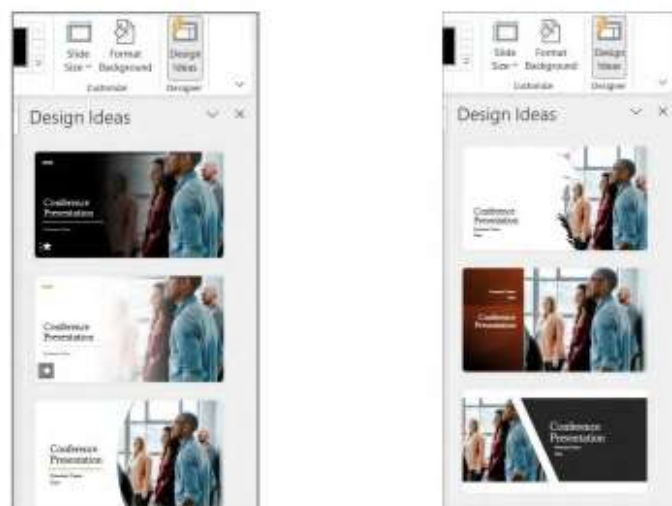 Slide Size
Format Background
Design Ideas
Customize
Designer
Design Ideas
Conference
Presentation
Conference
Presentation
Conference
Presentation
Slide Size
Format Background
Design Ideas
Customize
Designer
Design Ideas
Conference
Presentation
Conference
Presentation
Conference
Presentation